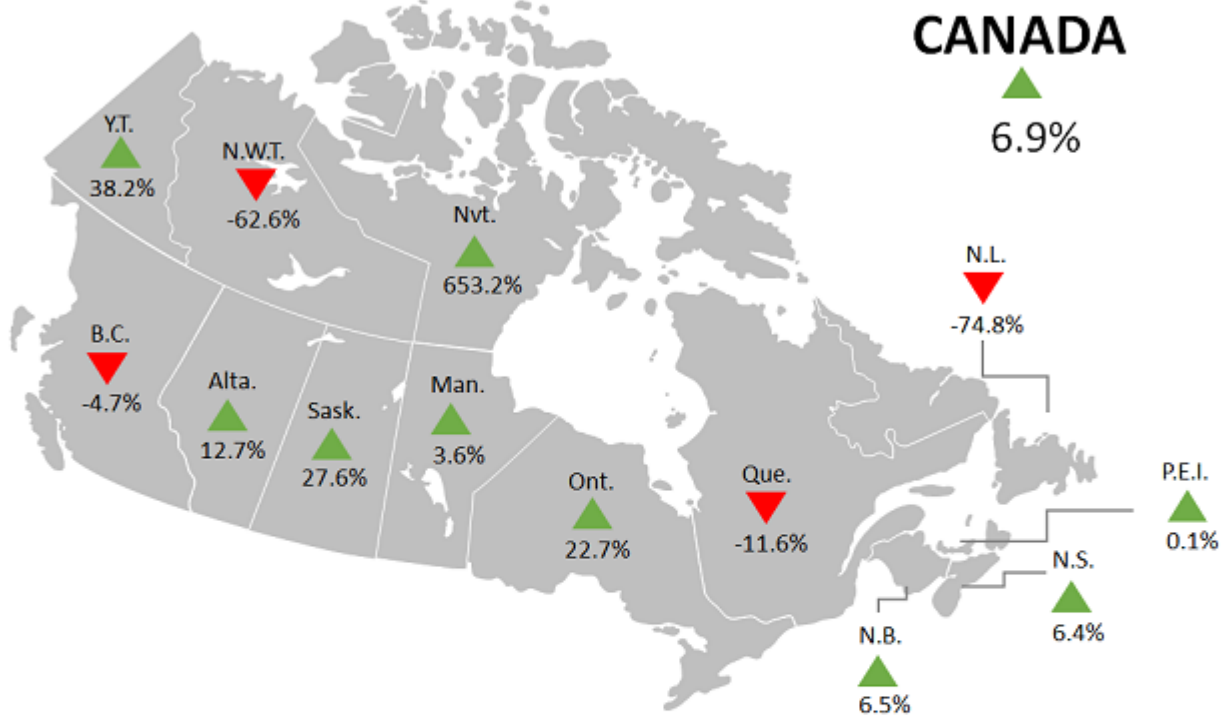 CANADA
6.9%
Y.T.
38.2%
N.W.T.
-62.6%
Nvt.
653.2%
N.L.
-74.8%
B.C.
-4.7%
Alta.
12.7%
Sask.
27.6%
Man.
3.6%
Ont.
22.7%
Que.
-11.6%
P.E.I.
0.1%
N.S.
6.4%
N.B.
6.5%